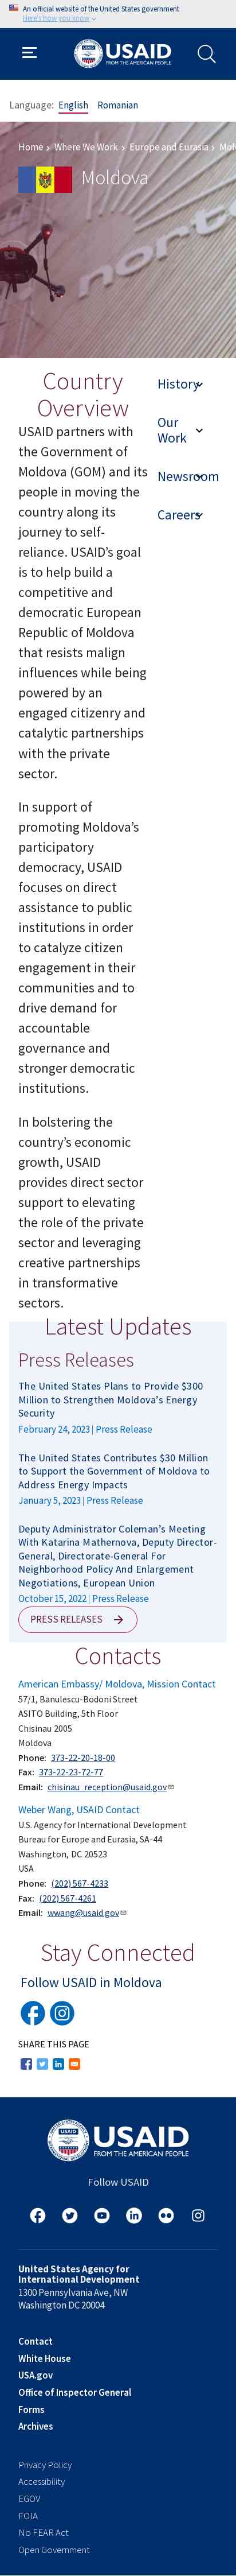 An official website of the United States government
Here's how you know
USAID
FROM THE AMERICAN PEOPLE
Language: English Romanian
Home › Where We Work › Europe and Eurasia › Mol
Moldova
Country
Overview
USAID partners with
the Government of
Moldova (GOM) and its
people in moving the
country along its
journey to self-
reliance. USAID’s goal
is to help build a
competitive and
democratic European
Republic of Moldova
that resists malign
influences while being
powered by an
engaged citizenry and
catalytic partnerships
with the private
sector.
In support of
promoting Moldova’s
participatory
democracy, USAID
focuses on direct
assistance to public
institutions in order
to catalyze citizen
engagement in their
communities and to
drive demand for
accountable
governance and
stronger democratic
institutions.
In bolstering the
country’s economic
growth, USAID
provides direct sector
support to elevating
the role of the private
sector and leveraging
creative partnerships
in transformative
sectors.
History
Our
Work
Newsroom
Careers
Latest Updates
Press Releases
The United States Plans to Provide $300
Million to Strengthen Moldova’s Energy
Security
February 24, 2023 | Press Release
The United States Contributes $30 Million
to Support the Government of Moldova to
Address Energy Impacts
January 5, 2023 | Press Release
Deputy Administrator Coleman’s Meeting
With Katarina Mathernova, Deputy Director-
General, Directorate-General For
Neighborhood Policy And Enlargement
Negotiations, European Union
October 15, 2022 | Press Release
PRESS RELEASES
Contacts
American Embassy/ Moldova, Mission Contact
57/1, Banulescu-Bodoni Street
ASITO Building, 5th Floor
Chisinau 2005
Moldova
Phone: 373-22-20-18-00
Fax: 373-22-23-72-77
Email: chisinau_reception@usaid.gov
Weber Wang, USAID Contact
U.S. Agency for International Development
Bureau for Europe and Eurasia, SA-44
Washington, DC 20523
USA
Phone: (202) 567-4233
Fax: (202) 567-4261
Email: wwang@usaid.gov
Stay Connected
Follow USAID in Moldova
SHARE THIS PAGE
USAID
FROM THE AMERICAN PEOPLE
Follow USAID
United States Agency for
International Development
1300 Pennsylvania Ave, NW
Washington DC 20004
Contact
White House
USA.gov
Office of Inspector General
Forms
Archives
Privacy Policy
Accessibility
EGOV
FOIA
No FEAR Act
Open Government